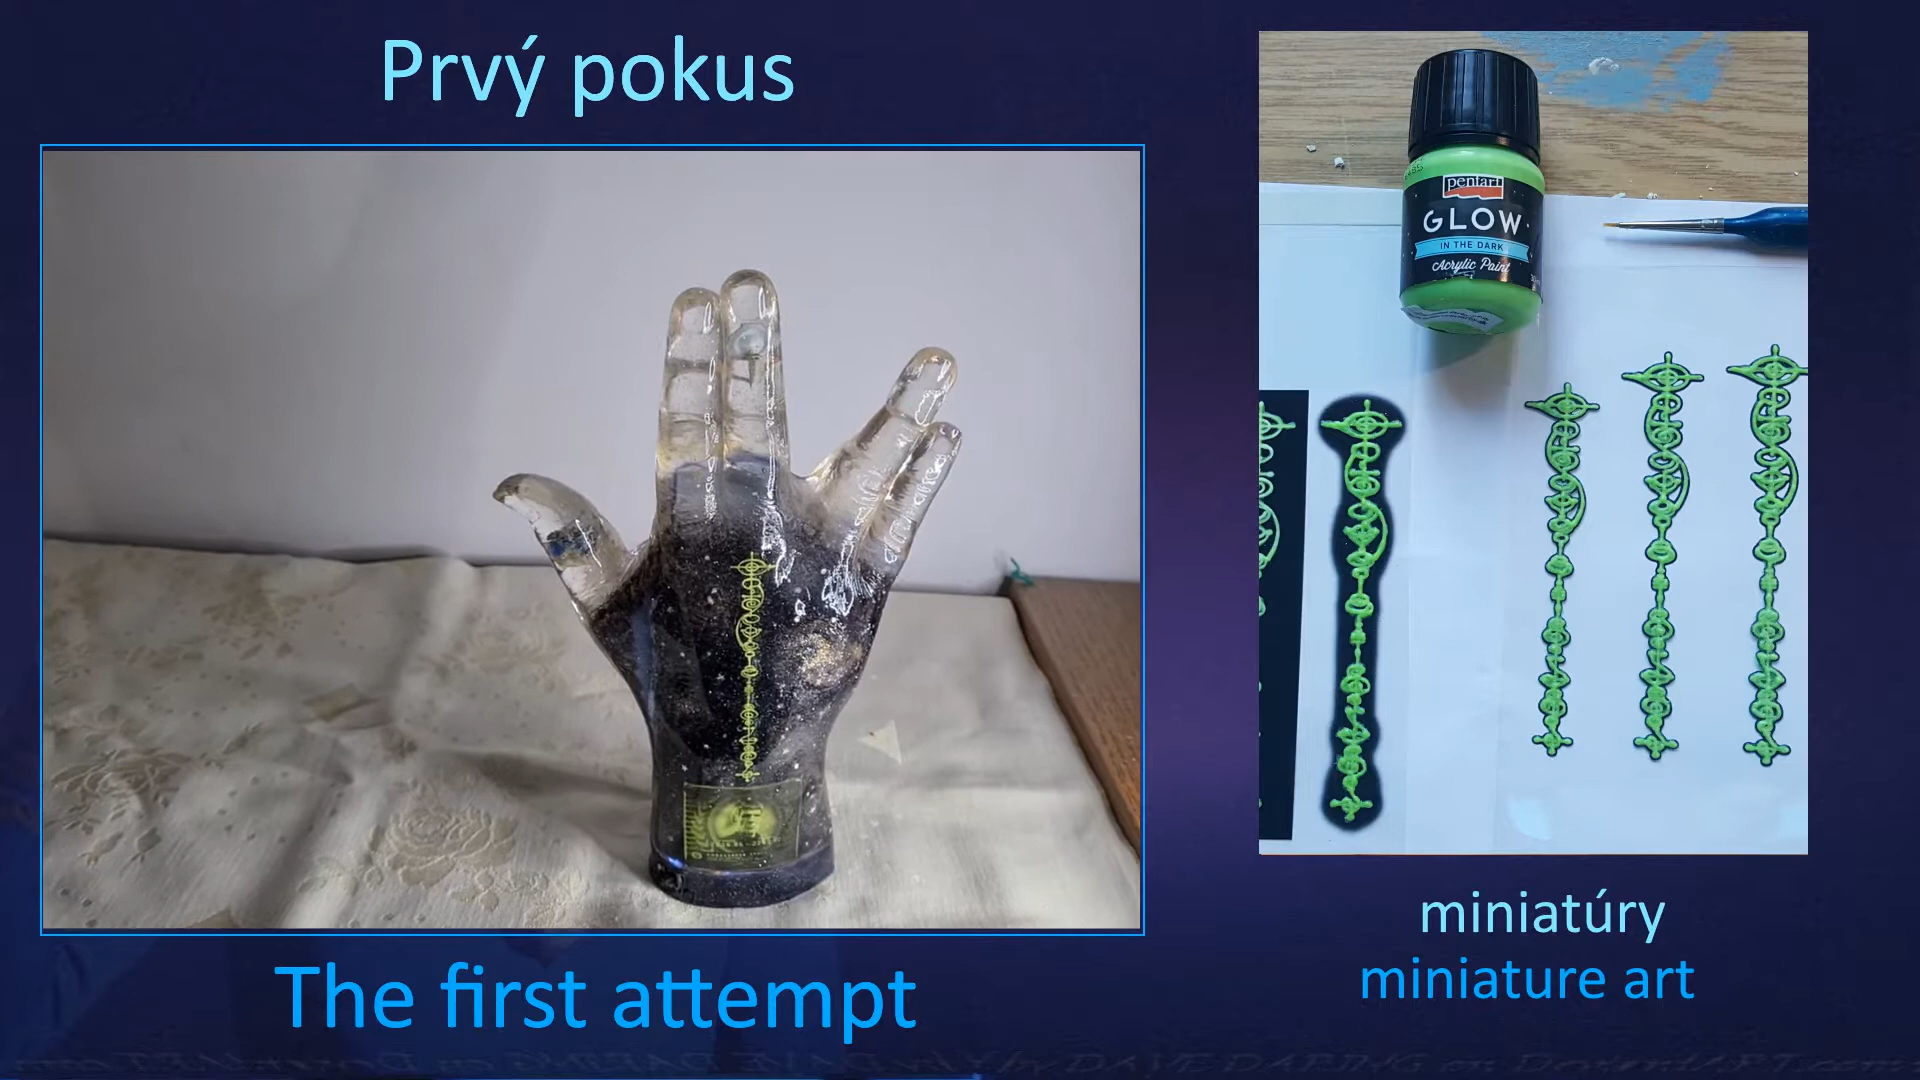 Prvý pokus
The first attempt
pentart
GLOW
IN THE DARK
Acrylic Paint
miniatúry
miniature art